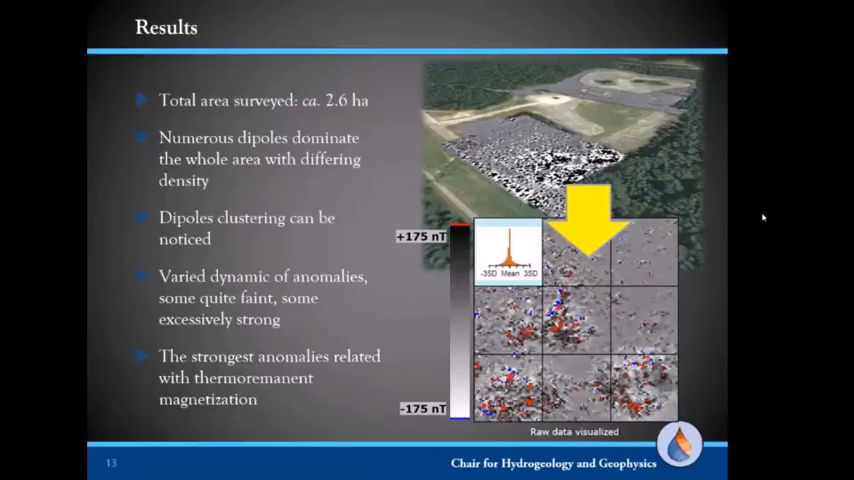 Results
Total area surveyed: ca. 2.6 ha
Numerous dipoles dominate
the whole area with differing
density
Dipoles clustering can be
noticed
Varied dynamic of anomalies,
some quite faint, some
excessively strong
The strongest anomalies related
with thermoremanent
magnetization
+175 nT
-3SD Mean 3SD
-175 nT
Raw data visualized
13
Chair for Hydrogeology and Geophysics